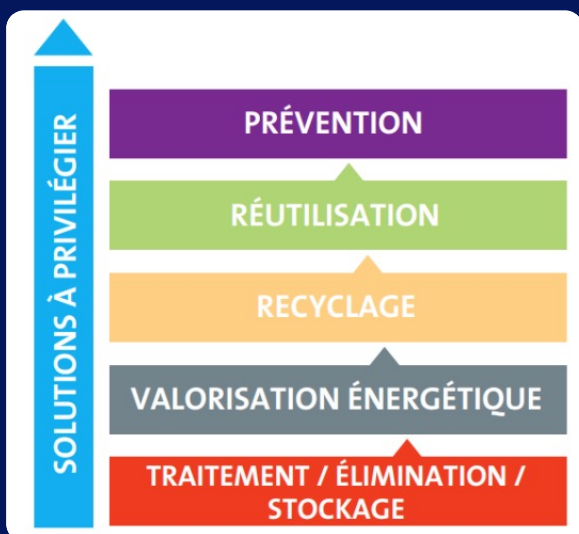 SOLUTIONS À PRIVILÉGIER
PRÉVENTION
RÉUTILISATION
RECYCLAGE
VALORISATION ÉNERGÉTIQUE
TRAITEMENT / ÉLIMINATION /
STOCKAGE